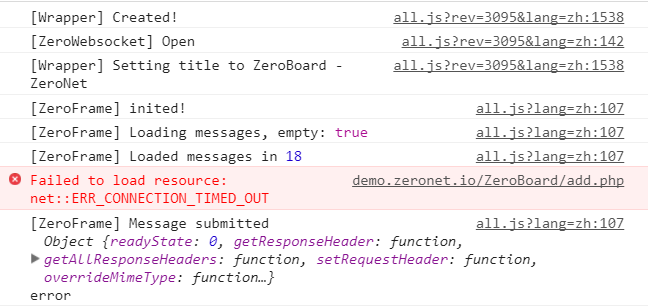 [Wrapper] Created! all.js?rev=3095&lang=zh:1538
[ZeroWebsocket] Open all.js?rev=3095&lang=zh:142
[Wrapper] Setting title to ZeroBoard - all.js?rev=3095&lang=zh:1538
ZeroNet
[ZeroFrame] inited! all.js?lang=zh:107
[ZeroFrame] Loading messages, empty: true all.js?lang=zh:107
[ZeroFrame] Loaded messages in 18 all.js?lang=zh:107
Failed to load resource: demo.zeronet.io/ZeroBoard/add.php
net::ERR_CONNECTION_TIMED_OUT
[ZeroFrame] Message submitted all.js?lang=zh:107
Object {readyState: 0, getResponseHeader: function,
getAllResponseHeaders: function, setRequestHeader: function,
overrideMimeType: function…}
error